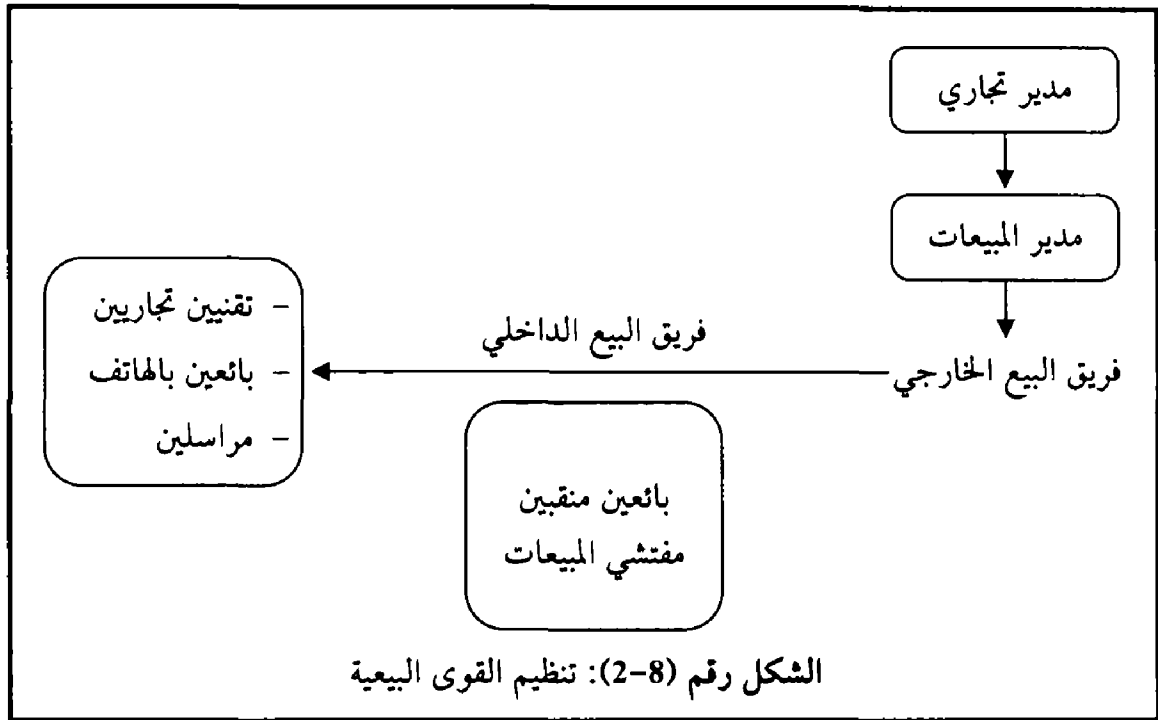 مدير تجاري
مدير المبيعات
فريق البيع الخارجي
فريق البيع الداخلي
- تقنيين تجاريين
- بائعين بالهاتف
- مراسلين
بائعين منقبين
مفتشي المبيعات
الشكل رقم (8-2): تنظيم القوى البيعية